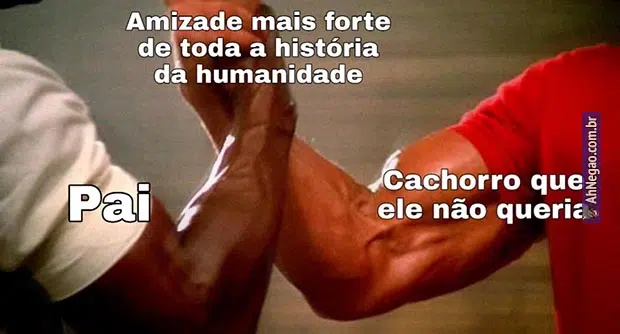 Amizade mais forte
de toda a história
da humanidade
Pai
Cachorro que
ele não queria
AhNegao.com.br